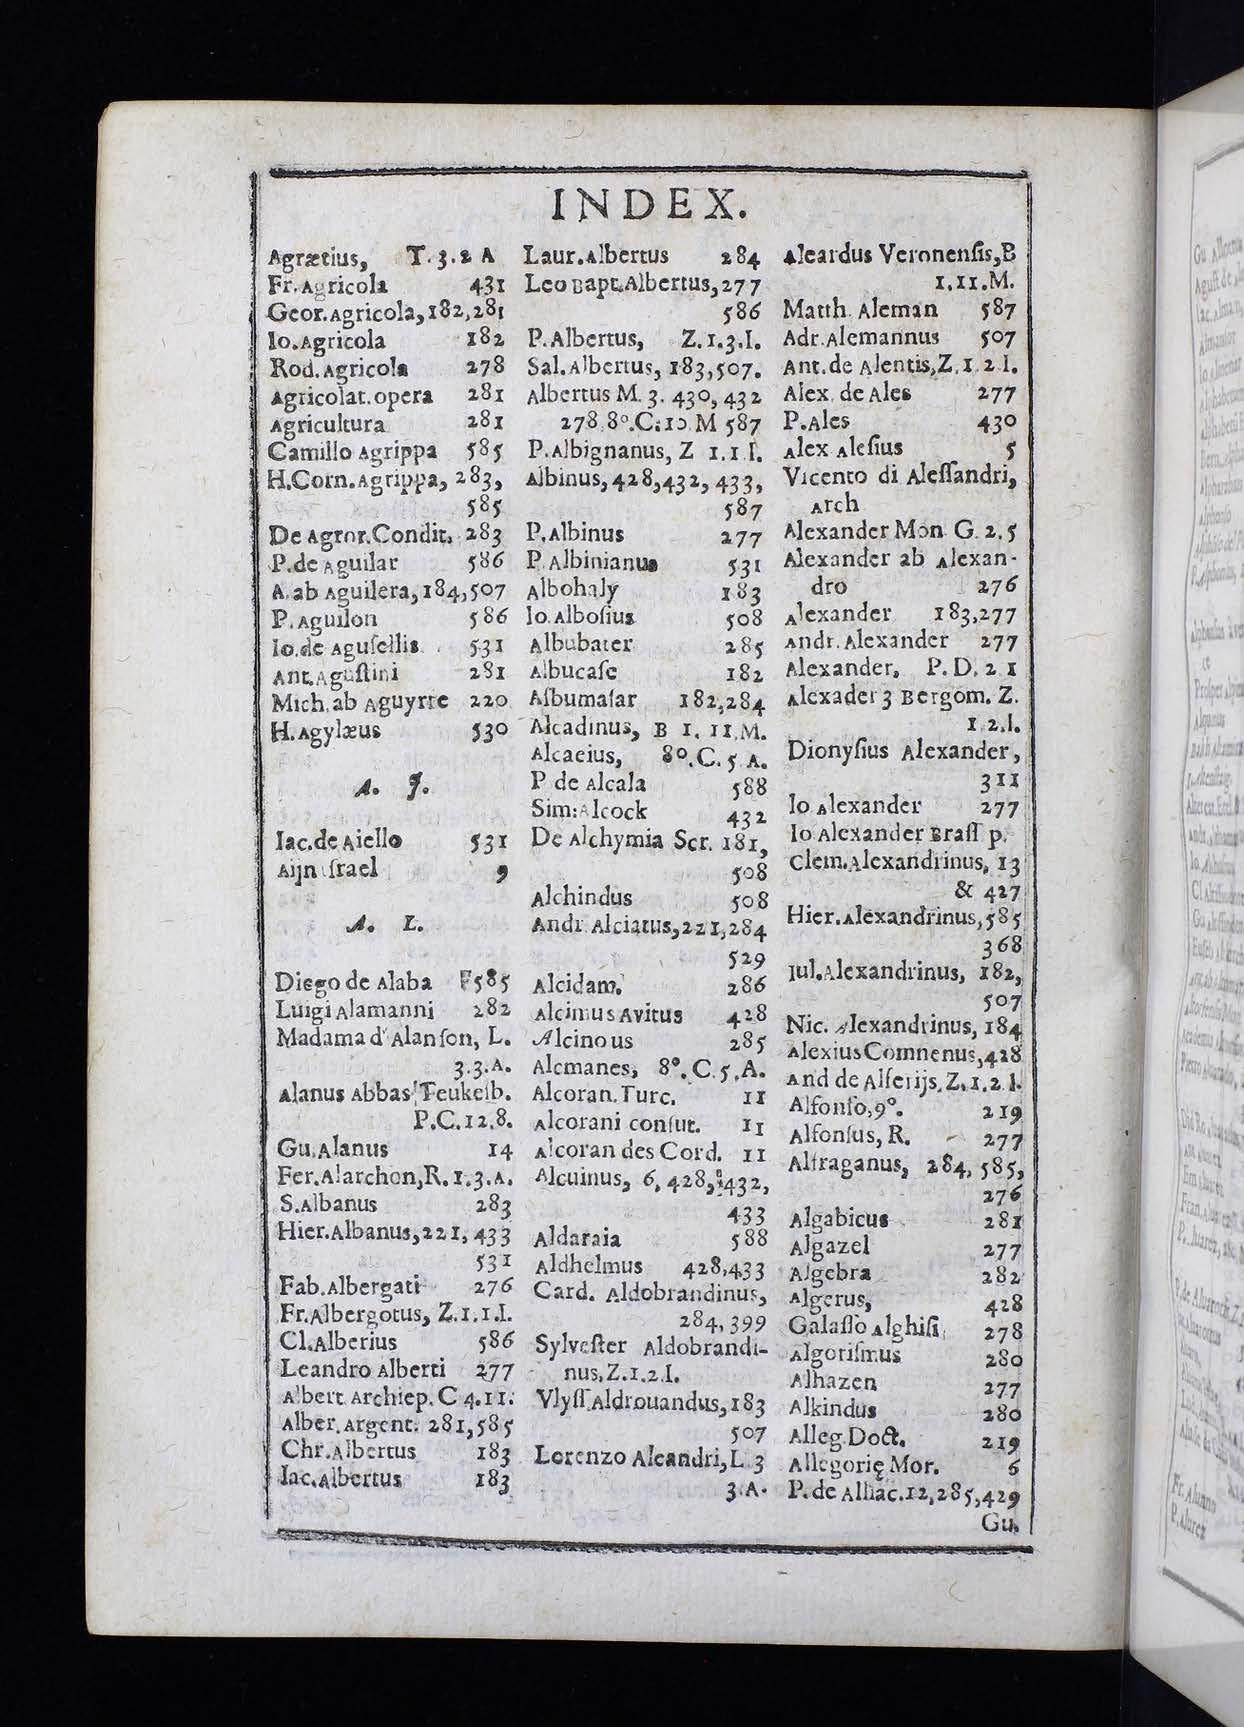 INDEX.
Agrætius, T.3.2 A
Fr. Agricola 431
Geor. Agricola, 182, 281
Io. Agricola 182
Rod. Agricola 278
Agricolat. opera 281
Agricultura 281
Camillo Agrippa 585
H. Corn. Agrippa, 283,
585
De Agror. Condit. 283
P. de Aguilar 586
A. ab Aguilera, 184, 507
P. Aguilon 586
Io. de Aguſellis 531
Ant. Aguſtini 281
Mich. ab Aguyrre 220
H. Agylæus 530
A. J.
Iac. de Aiello 531
Aijn iſrael 9
A. L.
Diego de Alaba F 585
Luigi Alamanni 282
Madama d' Alanſon, L.
3.3.A.
Alanus Abbas Teukeſb.
P.C.12.8.
Gu. Alanus 14
Fer. Alarchon, R.1.3.A.
S. Albanus 283
Hier. Albanus, 221, 433
531
Fab. Albergati 276
Fr. Albergotus, Z.1.1.I.
Cl. Alberius 586
Leandro Alberti 277
Albert Archiep. C 4.11.
Alber. Argent. 281, 585
Chr. Albertus 183
Iac. Albertus 183
Laur. Albertus 284
Leo Bapt. Albertus, 277
586
P. Albertus, Z.1.3.I.
Sal. Albertus, 183, 507.
Albertus M. 3. 430, 432
278 8°. C. 10 M 587
P. Albignanus, Z 1.1.I.
Albinus, 428, 432, 433,
587
P. Albinus 277
P. Albinianus 531
Albohaly 183
Io. Alboſius 508
Albubater 285
Albucaſe 182
Albumaſar 182, 284
Alcadinus, B 1. 11. M.
Alcaeius, 8°. C. 5 A.
P de Alcala 588
Sim: Alcock 432
De Alchymia Scr. 181,
508
Alchindus 508
Andr. Alciatus, 221, 284
529
Alcidam. 286
Alcimus Avitus 428
Alcinous 285
Alcmanes, 8°. C. 5. A.
Alcoran. Turc. 11
Alcorani confut. 11
Alcoran des Cord. 11
Alcuinus, 6, 428, 432,
433
Aldaraia 588
Aldhelmus 428, 433
Card. Aldobrandinus,
284, 399
Sylveſter Aldobrandi-
nus, Z.1.2.I.
Vlyſſ Aldrouandus, 183
507
Lorenzo Aleandri, L 3
3.A.
Aleardus Veronenſis, B
1.11.M.
Matth. Aleman 587
Adr. Alemannus 507
Ant. de Alentis, Z.1.2.I.
Alex. de Ales 277
P. Ales 430
Alex Aleſius 5
Vicento di Aleſſandri,
Arch
Alexander Mon. G. 2.5
Alexander ab Alexan-
dro 276
Alexander 183, 277
Andr. Alexander 277
Alexander, P.D. 2 1
Alexader 3 Bergom. Z.
1.2.I.
Dionyſius Alexander,
311
Io Alexander 277
Io Alexander Braſſ p.
Clem. Alexandrinus, 13
& 427
Hier. Alexandrinus, 585
368
Iul. Alexandrinus, 182,
507
Nic. Alexandrinus, 184
Alexius Comnenus, 428
And de Alferijs, Z.1.2.I.
Alfonſo, 9°. 219
Alfonſus, R. 277
Alfraganus, 284, 585,
276
Algabicus 281
Algazel 277
Algebra 282
Algerus, 428
Galaſſo Alghiſi 278
Algoriſmus 280
Alhazen 277
Alkindus 280
Alleg. Doct. 219
Allegorię Mor. 6
P. de Alliac. 12, 285, 429
Gu.